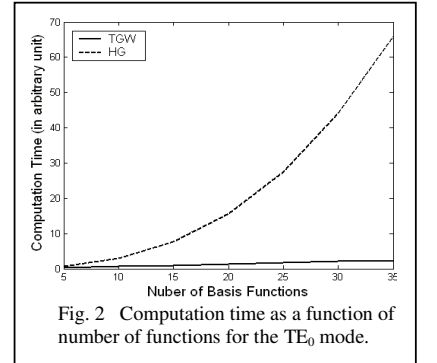 70
60
50
40
30
20
10
0
Computation Time (in arbitrary unit)
TGW
HG
5 10 15 20 25 30 35
Nuber of Basis Functions
Fig. 2 Computation time as a function of
number of functions for the TE₀ mode.